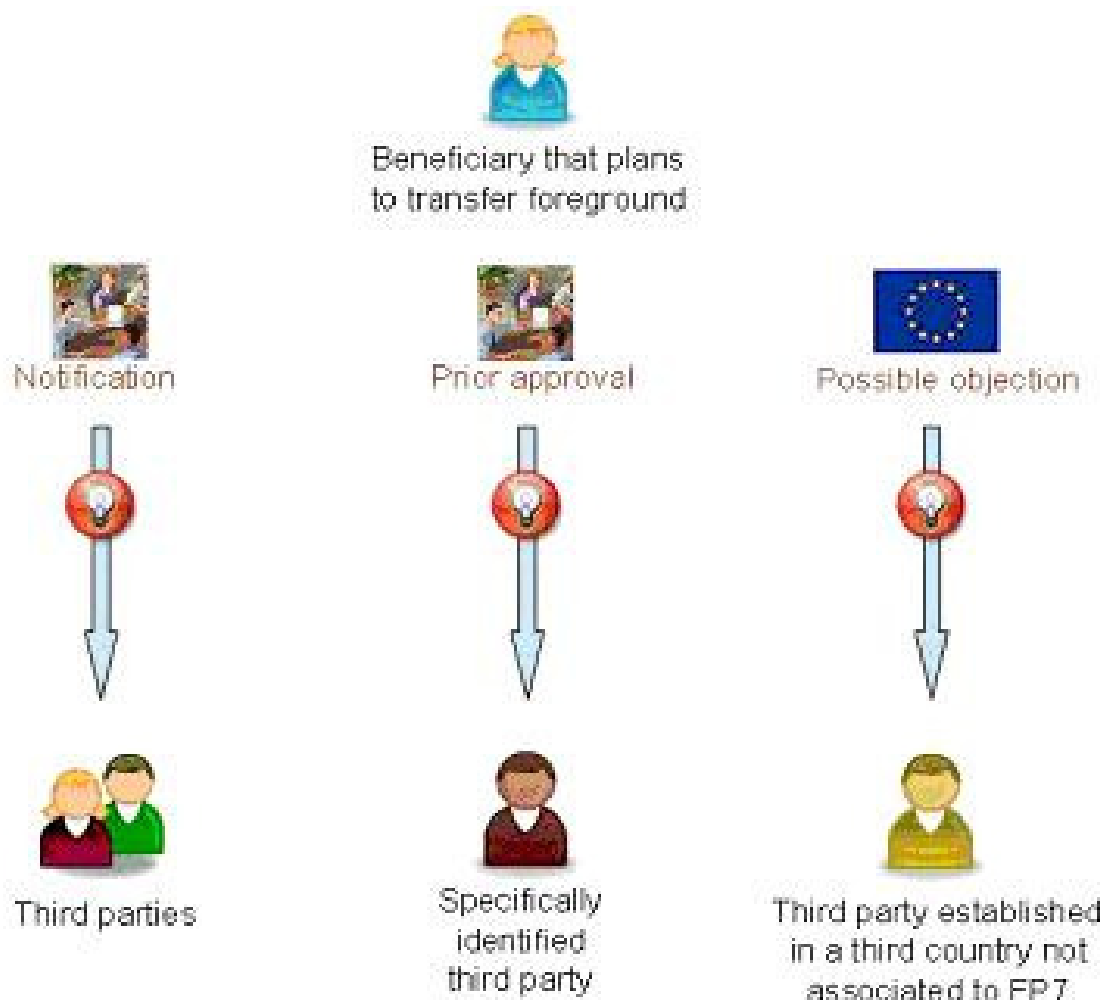 Beneficiary that plans
to transfer foreground
Notification
Prior approval
Possible objection
Third parties
Specifically
identified
third party
Third party established
in a third country not
associated to FP7